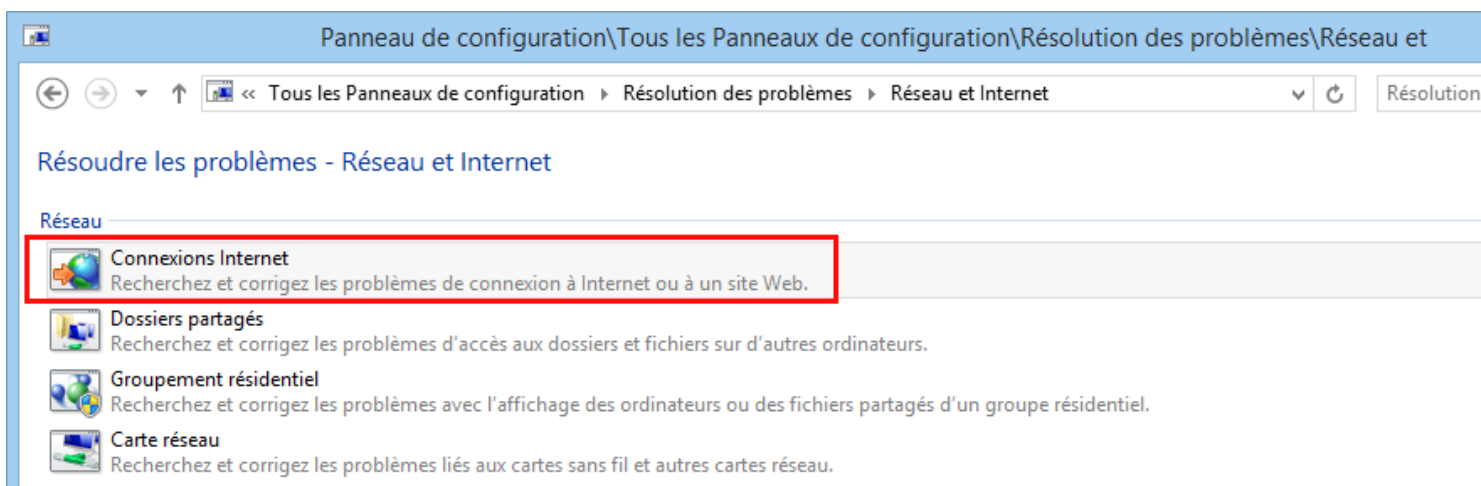 Panneau de configuration\Tous les Panneaux de configuration\Résolution des problèmes\Réseau et
« Tous les Panneaux de configuration Résolution des problèmes Réseau et Internet Résolution
Résoudre les problèmes - Réseau et Internet
Réseau
Connexions Internet
Recherchez et corrigez les problèmes de connexion à Internet ou à un site Web.
Dossiers partagés
Recherchez et corrigez les problèmes d'accès aux dossiers et fichiers sur d'autres ordinateurs.
Groupement résidentiel
Recherchez et corrigez les problèmes avec l'affichage des ordinateurs ou des fichiers partagés d'un groupe résidentiel.
Carte réseau
Recherchez et corrigez les problèmes liés aux cartes sans fil et autres cartes réseau.